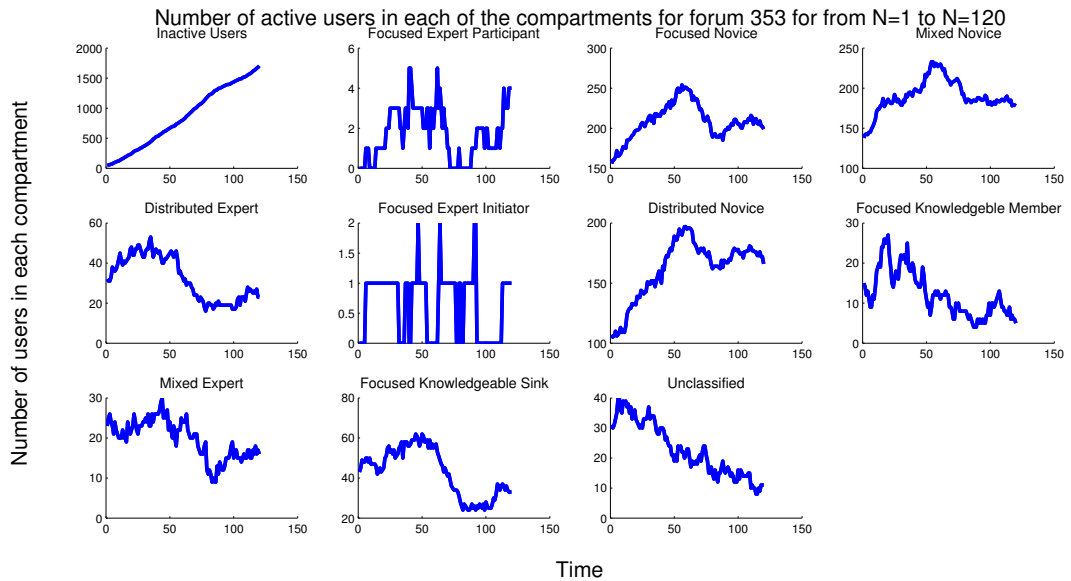 Number of active users in each of the compartments for forum 353 for from N=1 to N=120
Number of users in each compartment
Inactive Users
2000
1500
1000
500
0
0 50 100 150
Focused Expert Participant
6
4
2
0
0 50 100 150
Focused Novice
300
250
200
150
0 50 100 150
Mixed Novice
250
200
150
100
0 50 100 150
Distributed Expert
60
40
20
0
0 50 100 150
Focused Expert Initiator
2
1.5
1
0.5
0
0 50 100 150
Distributed Novice
200
150
100
0 50 100 150
Focused Knowledgeble Member
30
20
10
0
0 50 100 150
Mixed Expert
30
20
10
0
0 50 100 150
Focused Knowledgeable Sink
80
60
40
20
0 50 100 150
Unclassified
40
30
20
10
0
0 50 100 150
Time